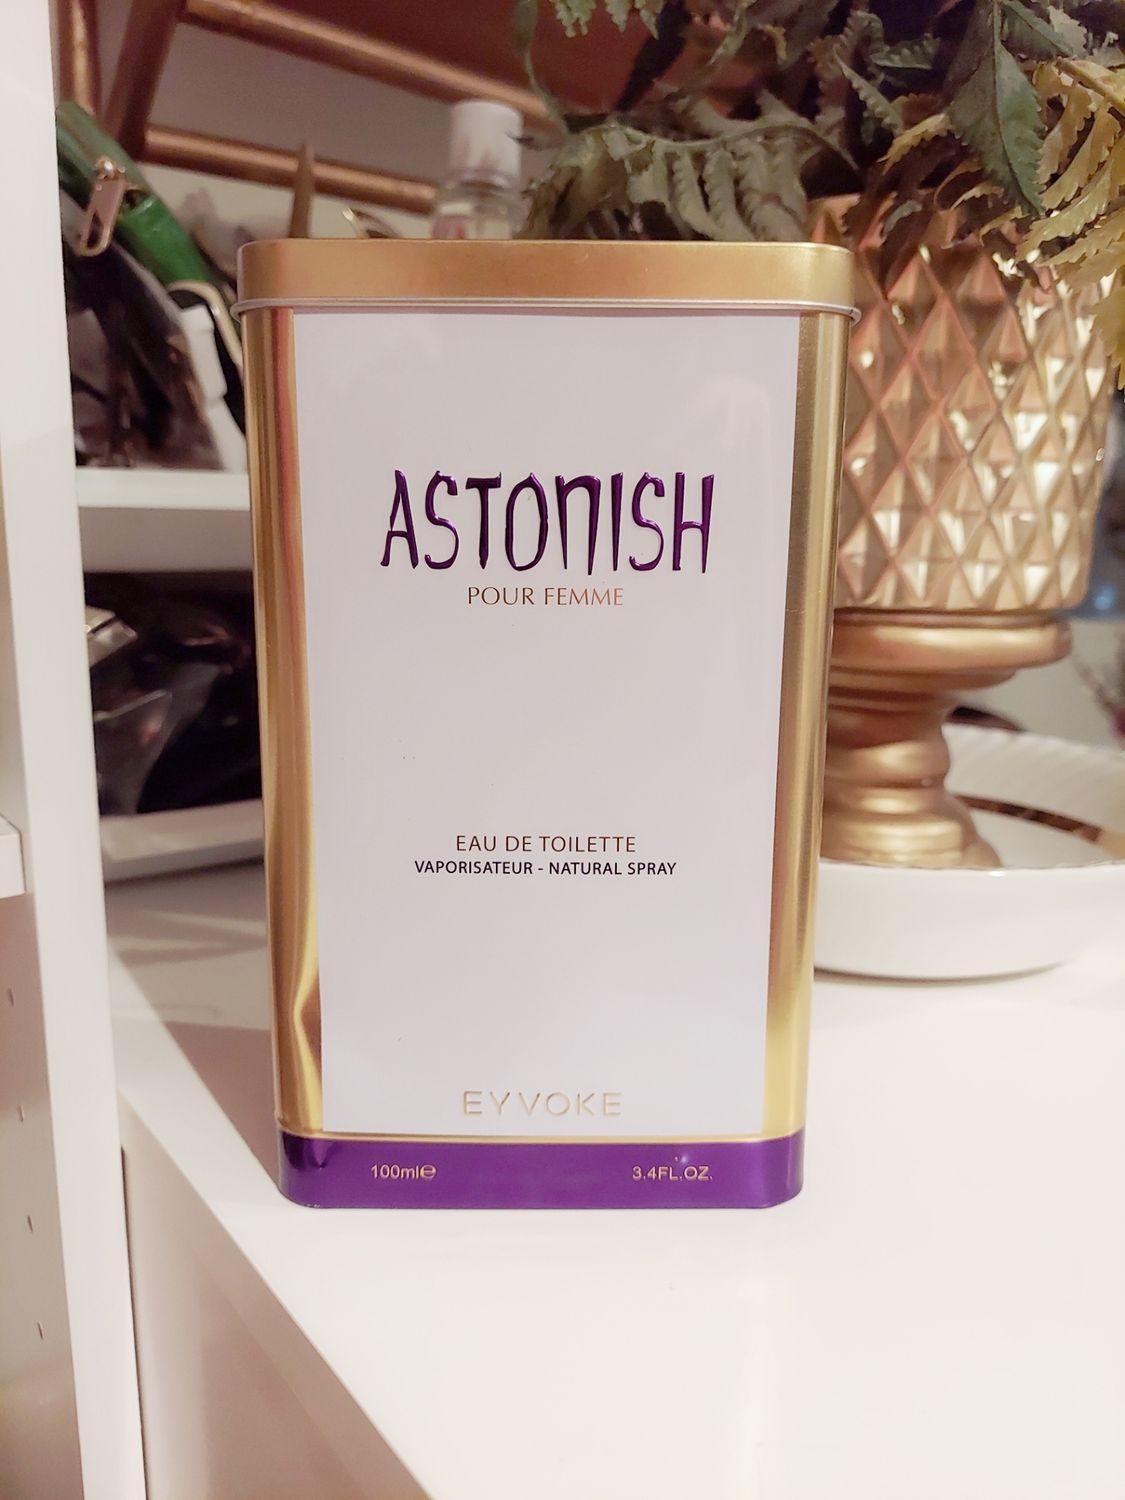 ASTONISH
POUR FEMME
EAU DE TOILETTE
VAPORISATEUR - NATURAL SPRAY
EYVOKE
100ml℮ 3.4FL.OZ.